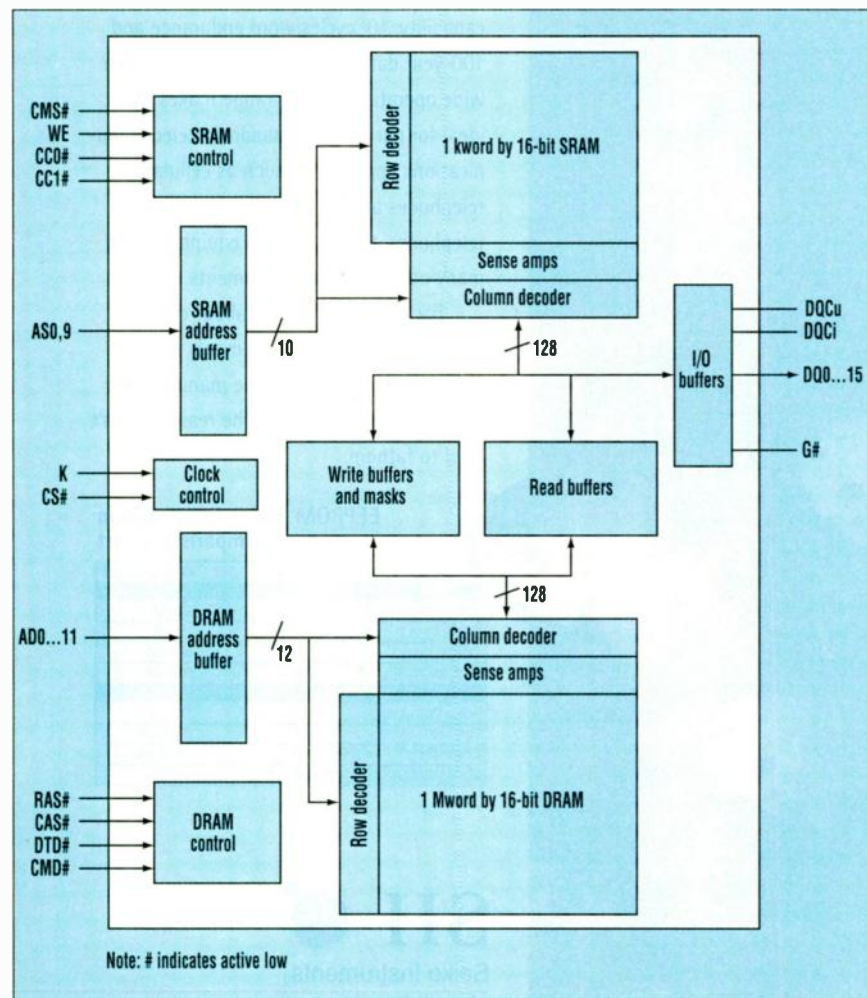 CMS#
WE
CC0#
CC1#
SRAM
control
Row decoder
1 kword by 16-bit SRAM
Sense amps
Column decoder
AS0,9
SRAM
address
buffer
10
128
I/O
buffers
DQCu
DQCi
DQ0...15
G#
K
CS#
Clock
control
Write buffers
and masks
Read buffers
128
AD0...11
DRAM
address
buffer
12
Column decoder
Sense amps
Row decoder
1 Mword by 16-bit DRAM
RAS#
CAS#
DTD#
CMD#
DRAM
control
Note: # indicates active low
Seiko Instruments